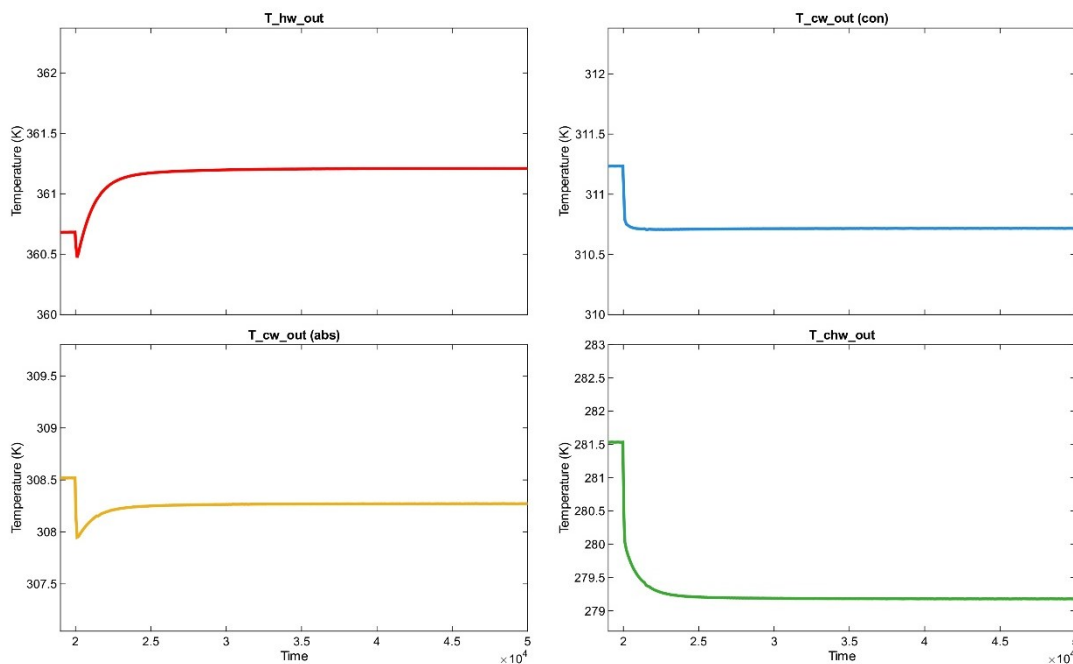 T_hw_out
Temperature (K)
362
361.5
361
360.5
360
T_cw_out (con)
Temperature (K)
312
311.5
311
310.5
310
T_cw_out (abs)
Temperature (K)
309.5
309
308.5
308
307.5
2 2.5 3 3.5 4 4.5 5
×10⁴
Time
T_chw_out
Temperature (K)
283
282.5
282
281.5
281
280.5
280
279.5
279
2 2.5 3 3.5 4 4.5 5
×10⁴
Time